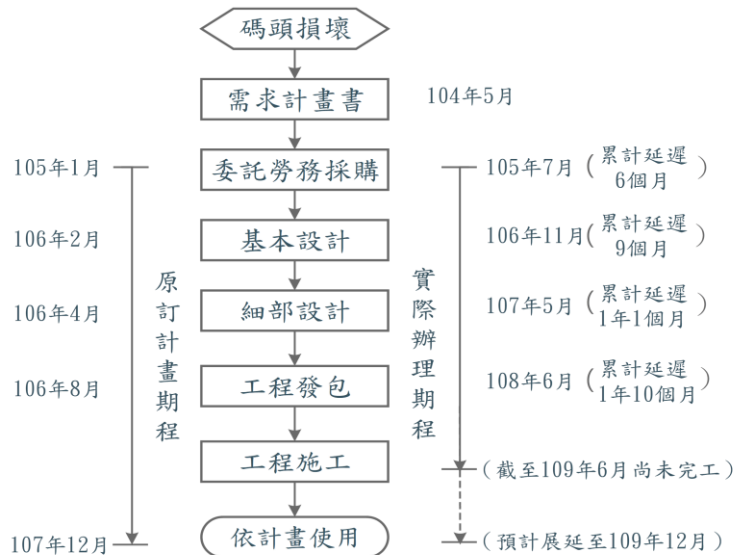 碼頭損壞
需求計畫書 104年5月
105年1月 委託勞務採購 105年7月(累計延遲
6個月)
106年2月 基本設計 106年11月(累計延遲
9個月)
原訂計畫期程
實際辦理期程
106年4月 細部設計 107年5月(累計延遲
1年1個月)
106年8月 工程發包 108年6月(累計延遲
1年10個月)
工程施工 (截至109年6月尚未完工)
107年12月 依計畫使用 (預計展延至109年12月)